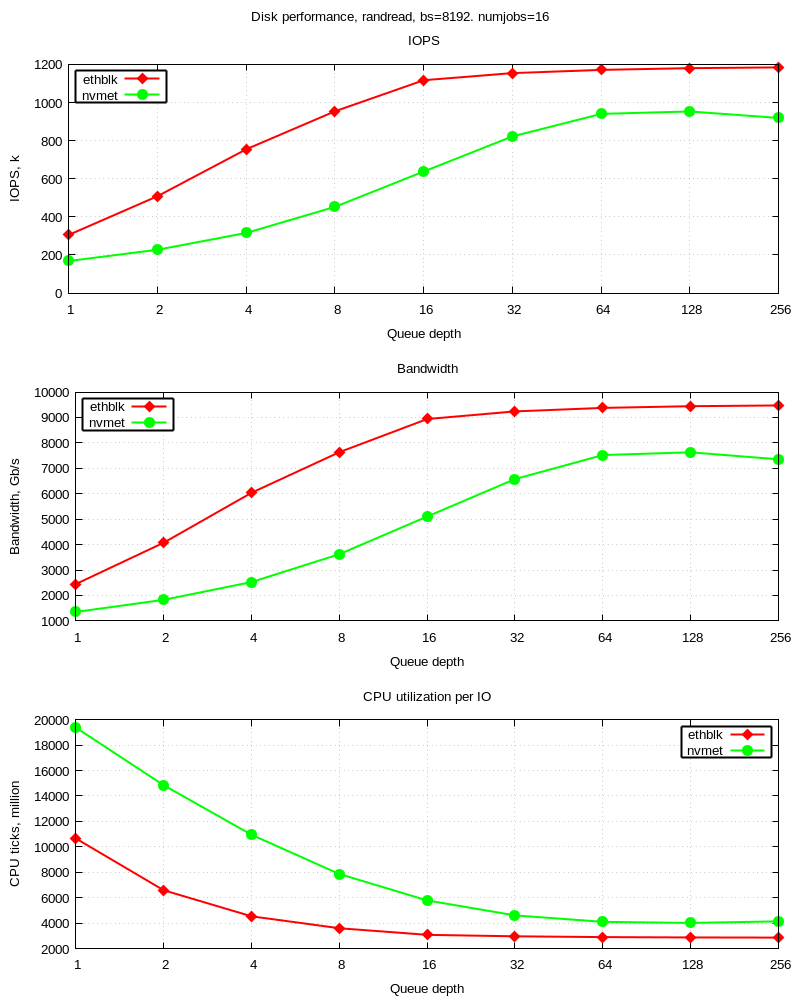 Disk performance, randread, bs=8192. numjobs=16
IOPS
1200
1000
800
600
400
200
0
IOPS, k
ethblk
nvmet
1 2 4 8 16 32 64 128 256
Queue depth
Bandwidth
10000
9000
8000
7000
6000
5000
4000
3000
2000
1000
Bandwidth, Gb/s
ethblk
nvmet
1 2 4 8 16 32 64 128 256
Queue depth
CPU utilization per IO
20000
18000
16000
14000
12000
10000
8000
6000
4000
2000
CPU ticks, million
ethblk
nvmet
1 2 4 8 16 32 64 128 256
Queue depth